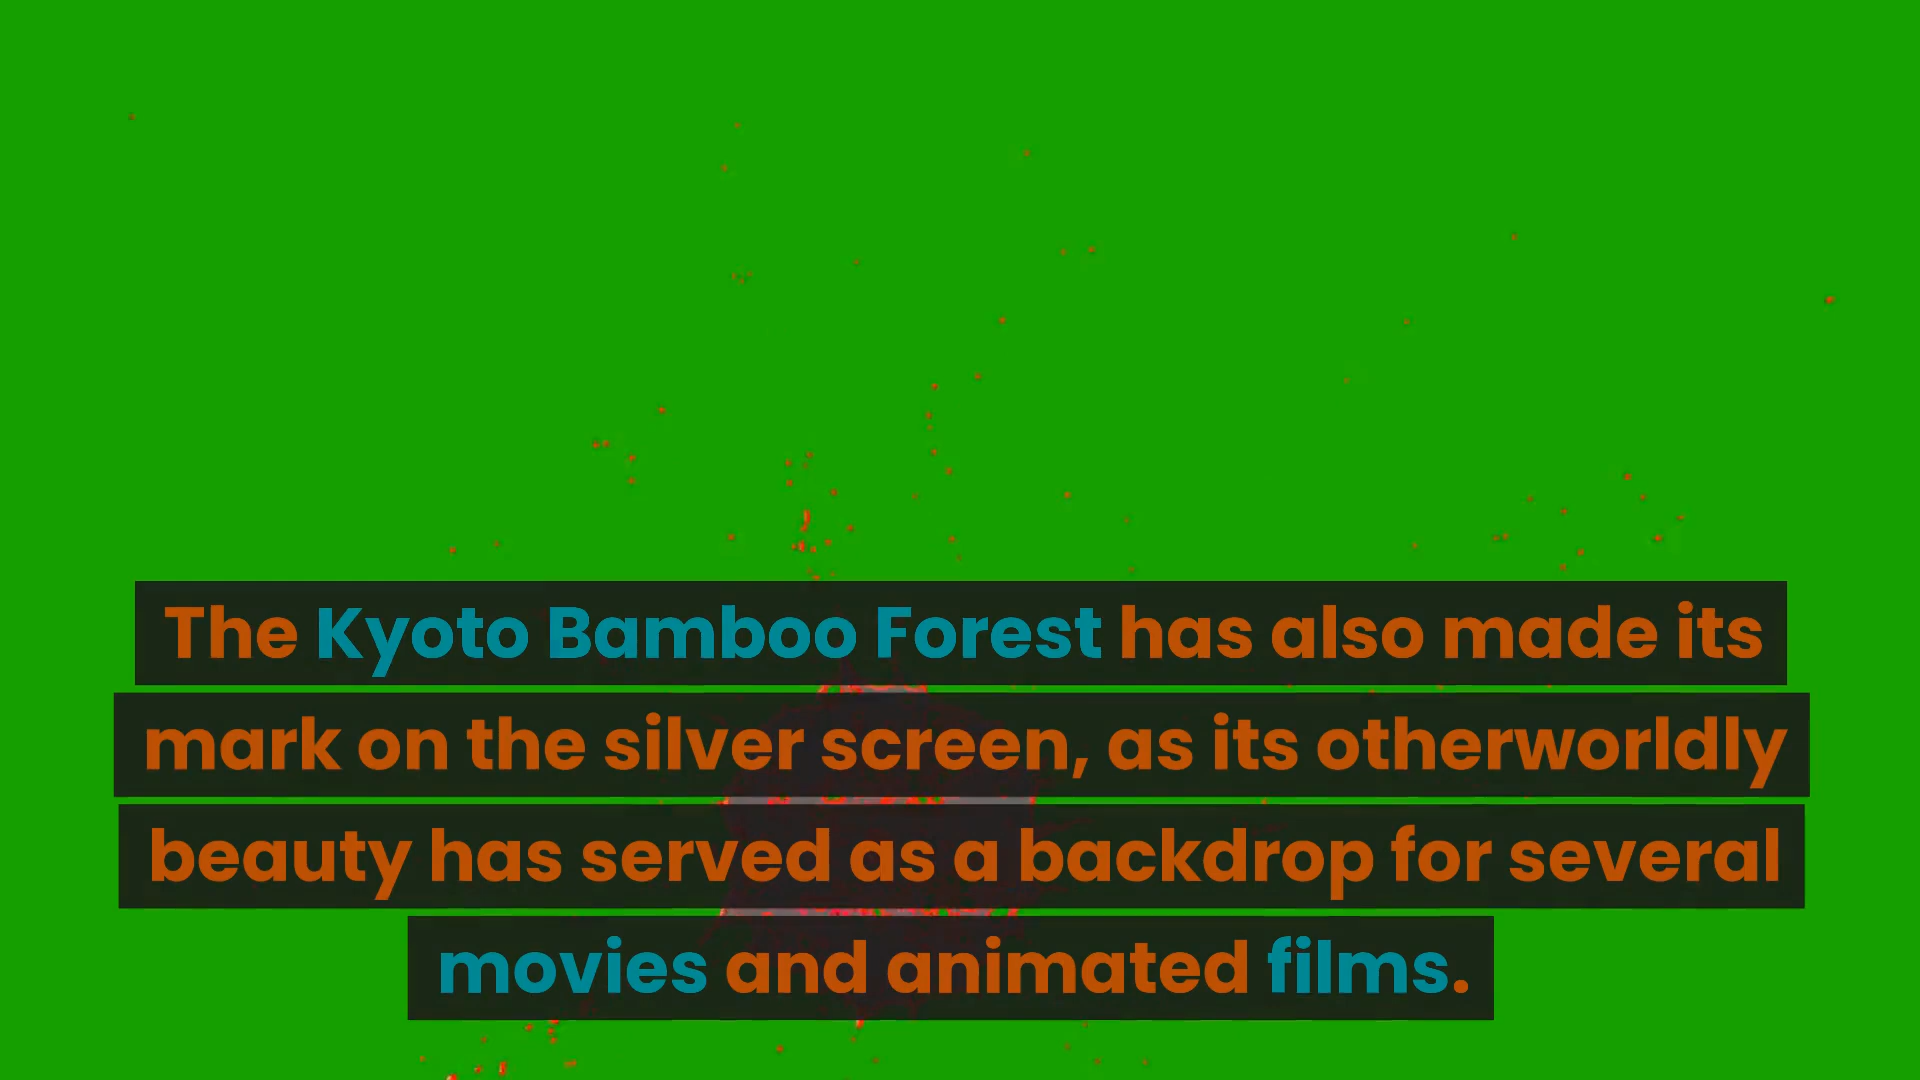 The Kyoto Bamboo Forest has also made its
mark on the silver screen, as its otherworldly
beauty has served as a backdrop for several
movies and animated films.